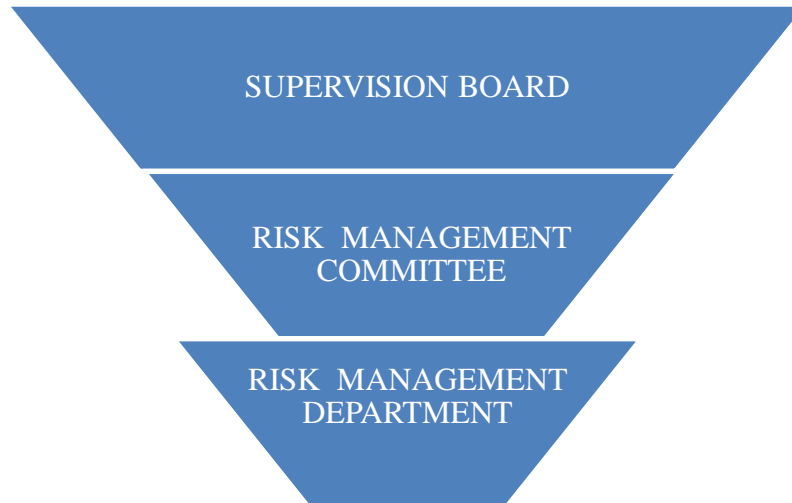 SUPERVISION BOARD
RISK MANAGEMENT
COMMITTEE
RISK MANAGEMENT
DEPARTMENT